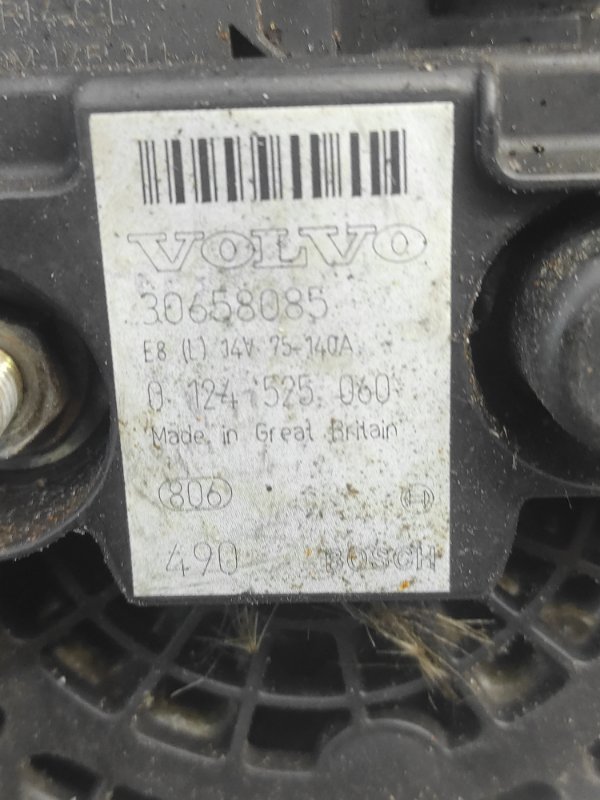 VOLVO
30658085
E8 (L) 14V 75-140A
0 124 525 060
Made in Great Britain
806
490 BOSCH